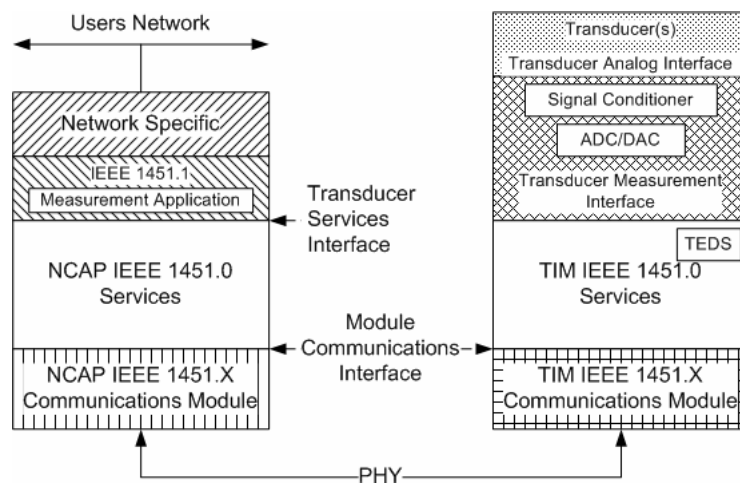 Users Network
Network Specific
IEEE 1451.1
Measurement Application
NCAP IEEE 1451.0
Services
NCAP IEEE 1451.X
Communications Module
Transducer
Services
Interface
Module
Communications
Interface
PHY
Transducer(s)
Transducer Analog Interface
Signal Conditioner
ADC/DAC
Transducer Measurement
Interface
TEDS
TIM IEEE 1451.0
Services
TIM IEEE 1451.X
Communications Module